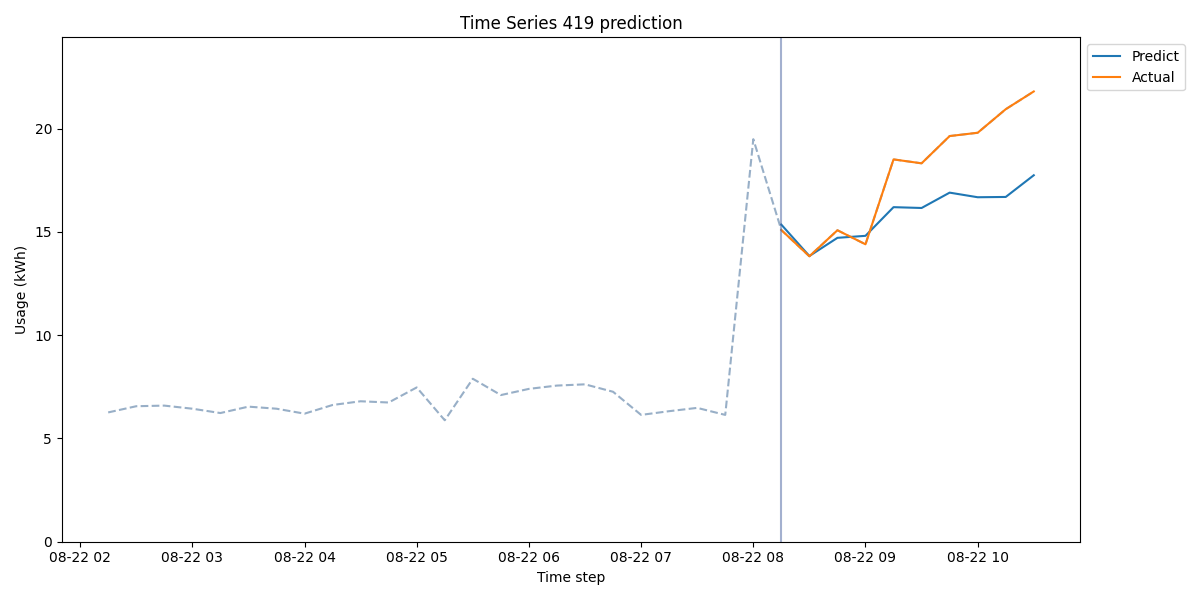 Time Series 419 prediction
Predict
Actual
Usage (kWh)
20
15
10
5
0
08-22 02
08-22 03
08-22 04
08-22 05
08-22 06
08-22 07
08-22 08
08-22 09
08-22 10
Time step